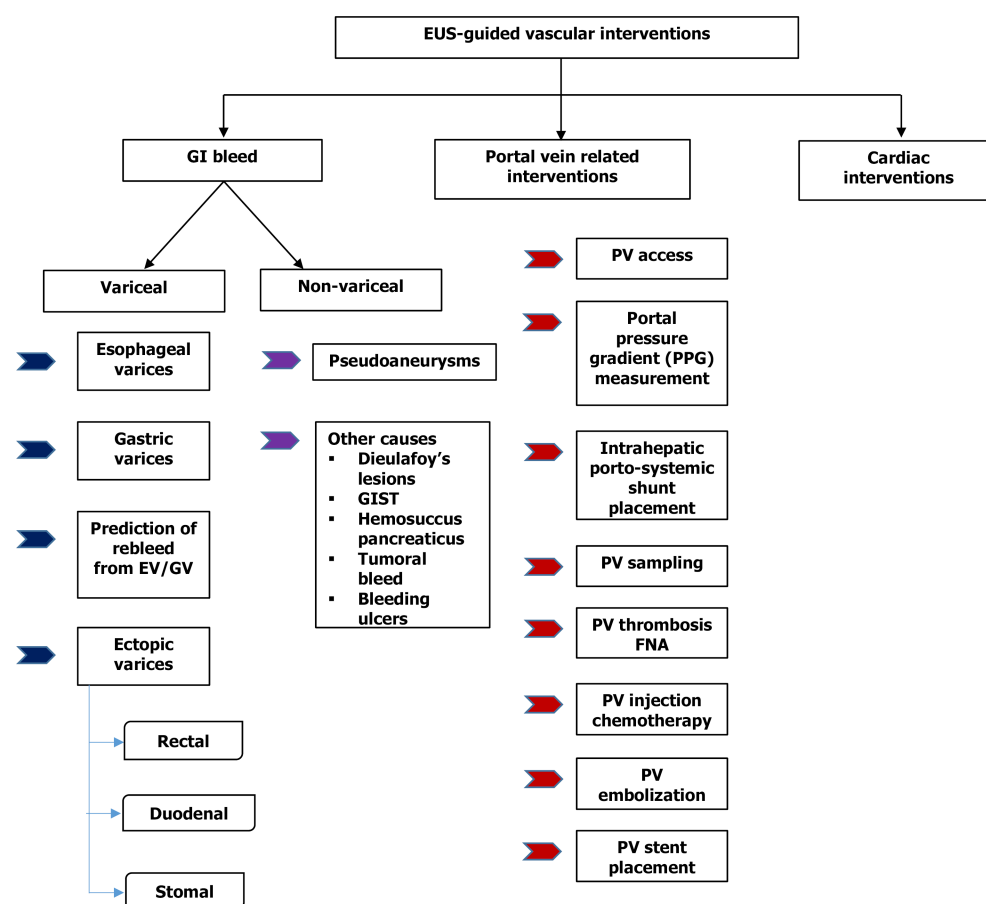 EUS-guided vascular interventions
GI bleed
Portal vein related
interventions
Cardiac
interventions
Variceal
Non-variceal
Esophageal
varices
Gastric
varices
Prediction of
rebleed
from EV/GV
Ectopic
varices
Rectal
Duodenal
Stomal
Pseudoaneurysms
Other causes
▪ Dieulafoy’s
lesions
▪ GIST
▪ Hemosuccus
pancreaticus
▪ Tumoral
bleed
▪ Bleeding
ulcers
PV access
Portal
pressure
gradient (PPG)
measurement
Intrahepatic
porto-systemic
shunt
placement
PV sampling
PV thrombosis
FNA
PV injection
chemotherapy
PV
embolization
PV stent
placement